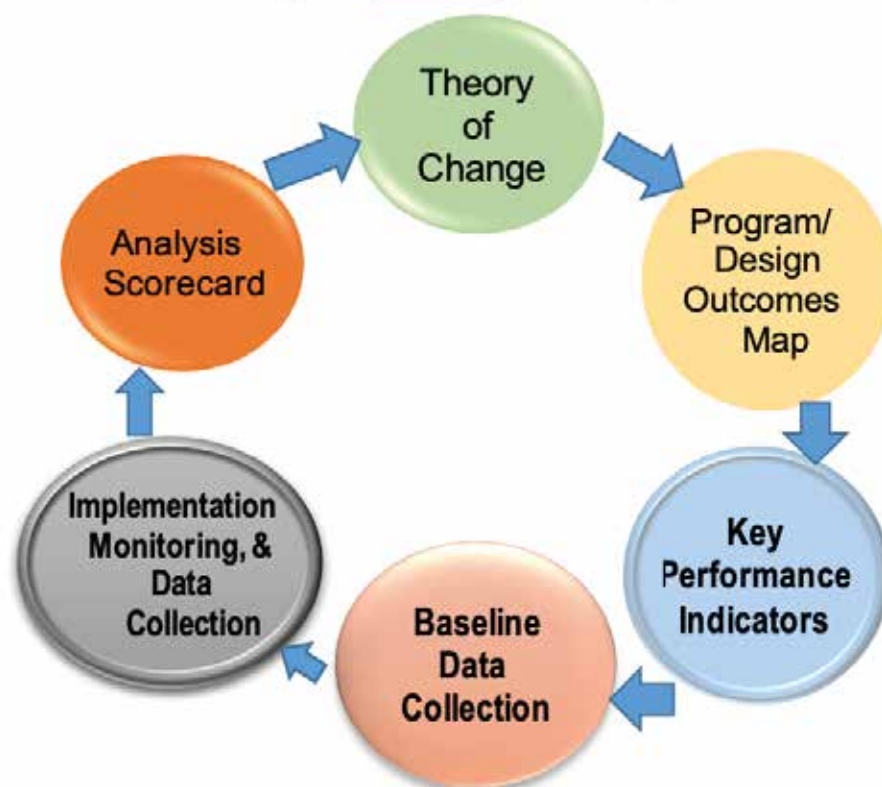 Theory
of
Change
Program/
Design
Outcomes
Map
Key
Performance
Indicators
Baseline
Data
Collection
Implementation
Monitoring, &
Data
Collection
Analysis
Scorecard